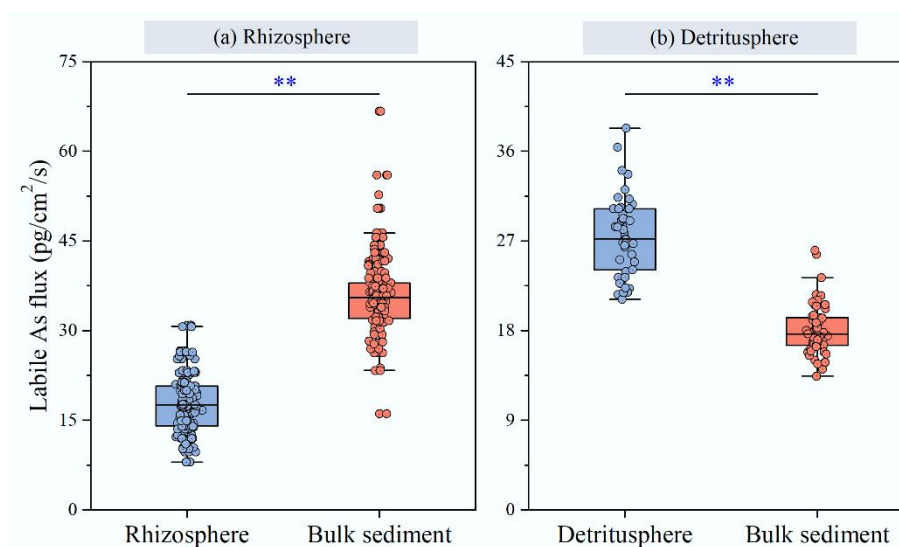 (a) Rhizosphere
(b) Detritusphere
Labile As flux (pg/cm²/s)
75
60
45
30
15
0
**
Rhizosphere
Bulk sediment
45
36
27
18
9
0
**
Detritusphere
Bulk sediment